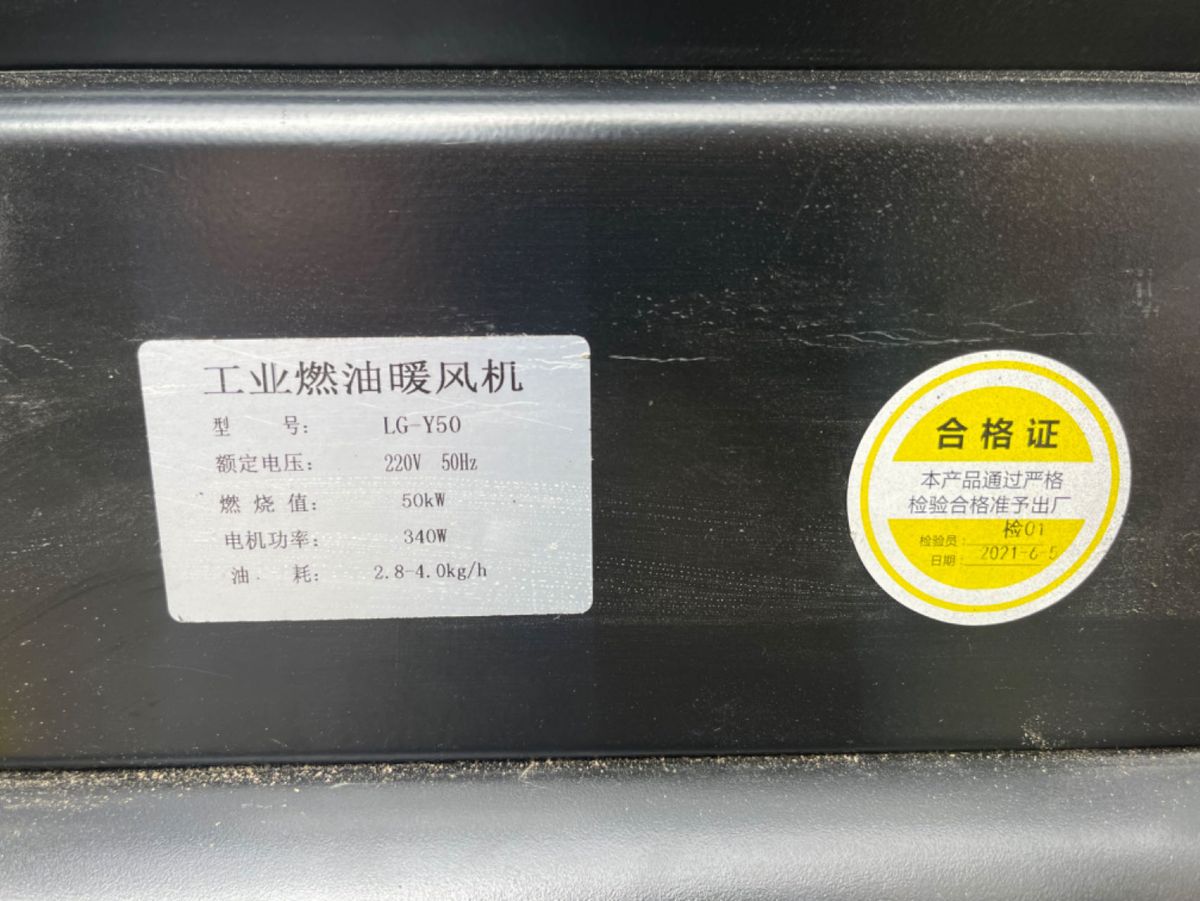 工业燃油暖风机
型 号: LG-Y50
额定电压: 220V 50Hz
燃烧值: 50kW
电机功率: 340W
油 耗: 2.8-4.0kg/h
合格证
本产品通过严格
检验合格准予出厂
检验员: 检01
日期: 2021-6-5